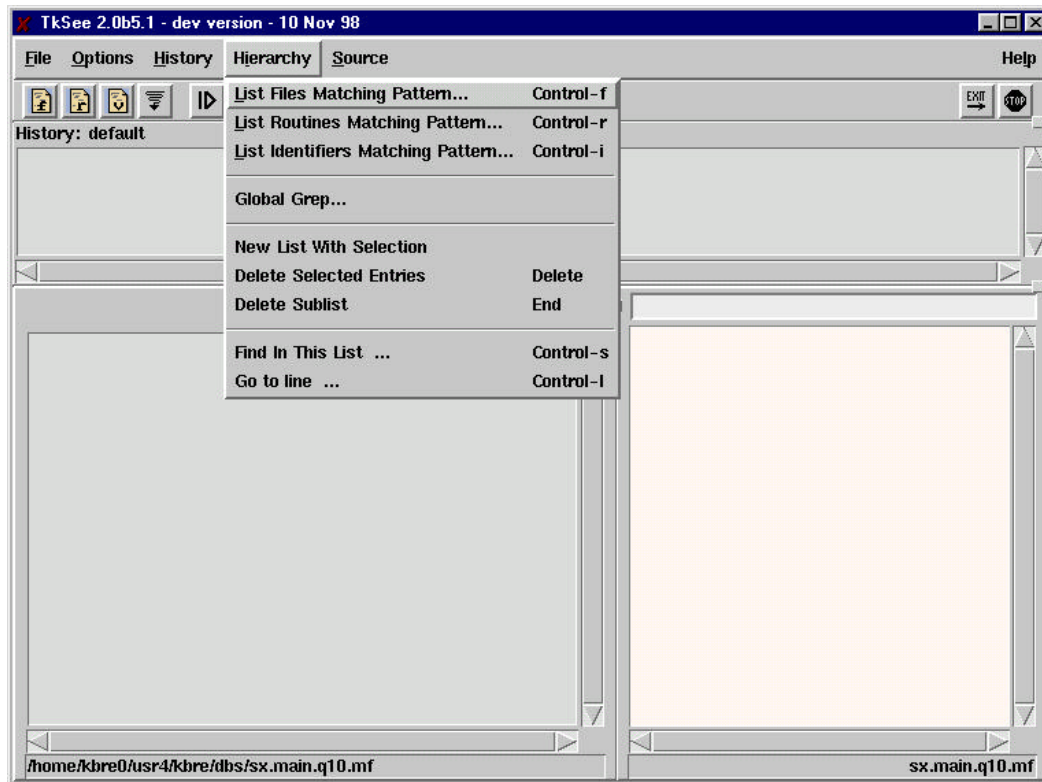 TkSee 2.0b5.1 - dev version - 10 Nov 98
File Options History Hierarchy Source Help
List Files Matching Pattern... Control-f
EXIT STOP
List Routines Matching Pattern... Control-r
History: default
List Identifiers Matching Pattern... Control-i
Global Grep...
New List With Selection
Delete Selected Entries Delete
Delete Sublist End
Find In This List ... Control-s
Go to line ... Control-l
/home/kbre0/usr4/kbre/dbs/sx.main.q10.mf
sx.main.q10.mf